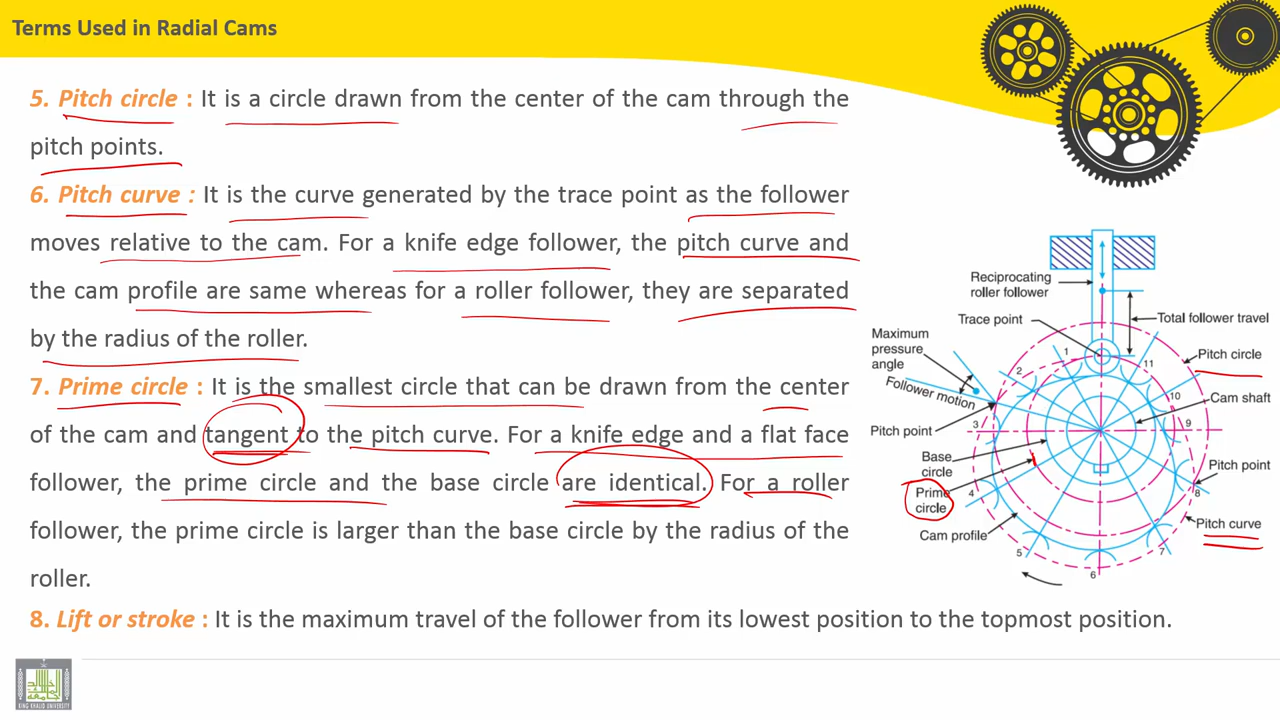 Terms Used in Radial Cams
5. Pitch circle : It is a circle drawn from the center of the cam through the
pitch points.
6. Pitch curve : It is the curve generated by the trace point as the follower
moves relative to the cam. For a knife edge follower, the pitch curve and
the cam profile are same whereas for a roller follower, they are separated
by the radius of the roller.
7. Prime circle : It is the smallest circle that can be drawn from the center
of the cam and tangent to the pitch curve. For a knife edge and a flat face
follower, the prime circle and the base circle are identical. For a roller
follower, the prime circle is larger than the base circle by the radius of the
roller.
8. Lift or stroke : It is the maximum travel of the follower from its lowest position to the topmost position.
Reciprocating
roller follower
Trace point
Total follower travel
Maximum
pressure
angle
Follower motion
Pitch circle
Cam shaft
Pitch point
Base
circle
Prime
circle
Cam profile
Pitch point
Pitch curve
1
2
3
4
5
6
7
8
9
10
11
KING KHALID UNIVERSITY